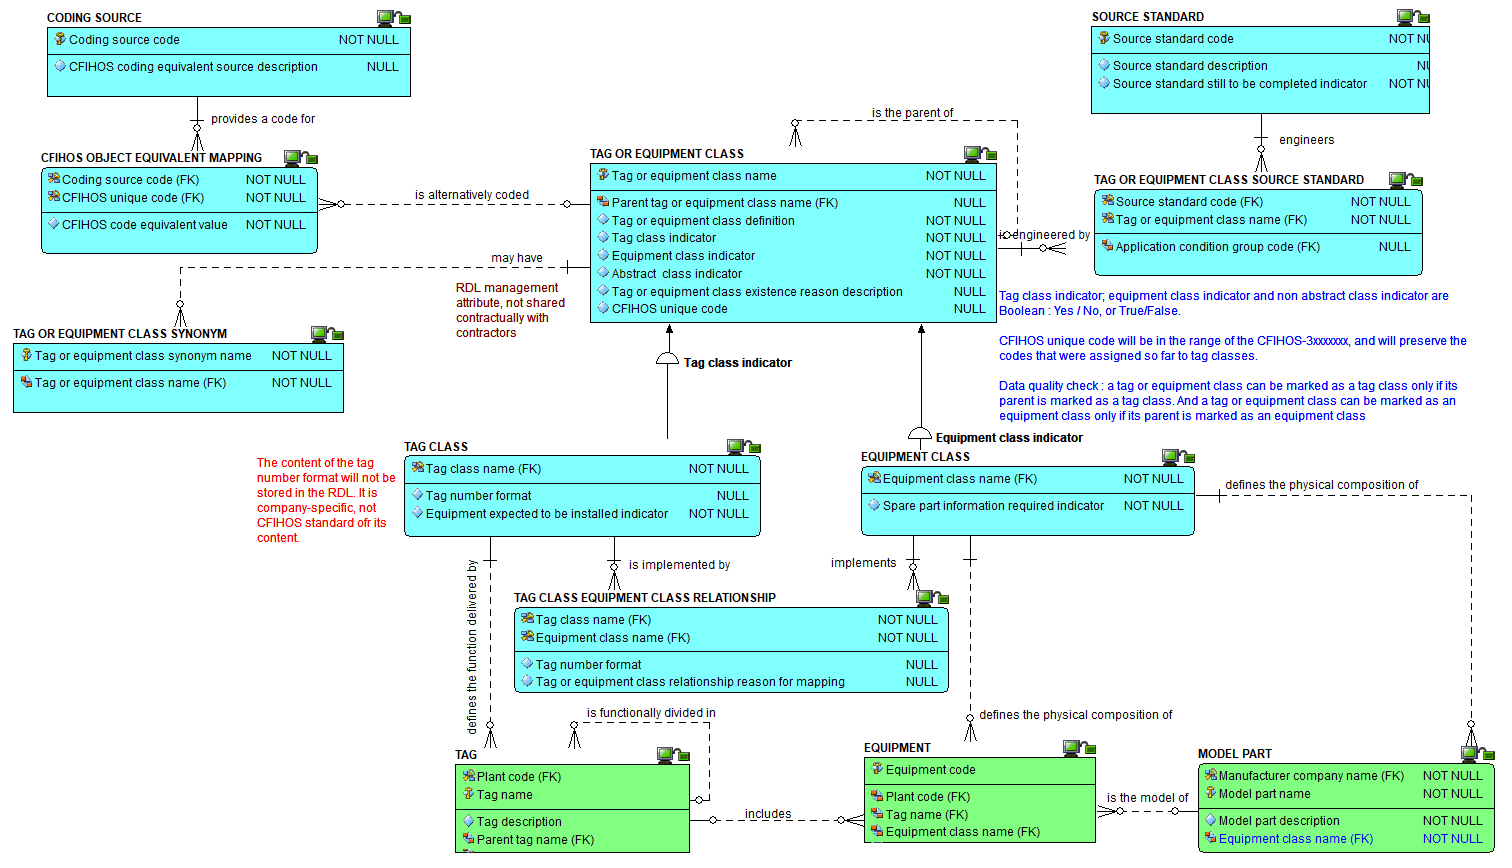 CODING SOURCE
Coding source code NOT NULL
CFIHOS coding equivalent source description NULL
provides a code for
CFIHOS OBJECT EQUIVALENT MAPPING
Coding source code (FK) NOT NULL
CFIHOS unique code (FK) NOT NULL
CFIHOS code equivalent value NOT NULL
is alternatively coded
may have
RDL management
attribute, not shared
contractually with
contractors
TAG OR EQUIPMENT CLASS SYNONYM
Tag or equipment class synonym name NOT NULL
Tag or equipment class name (FK) NOT NULL
is the parent of
TAG OR EQUIPMENT CLASS
Tag or equipment class name NOT NULL
Parent tag or equipment class name (FK) NULL
Tag or equipment class definition NOT NULL
Tag class indicator NOT NULL
Equipment class indicator NOT NULL
Abstract class indicator NOT NULL
Tag or equipment class existence reason description NULL
CFIHOS unique code NULL
SOURCE STANDARD
Source standard code NOT NU
Source standard description NU
Source standard still to be completed indicator NOT NU
engineers
TAG OR EQUIPMENT CLASS SOURCE STANDARD
Source standard code (FK) NOT NULL
Tag or equipment class name (FK) NOT NULL
Application condition group code (FK) NULL
is engineered by
Tag class indicator; equipment class indicator and non abstract class indicator are
Boolean : Yes / No, or True/False.
CFIHOS unique code will be in the range of the CFIHOS-3xxxxxxx, and will preserve the
codes that were assigned so far to tag classes.
Data quality check : a tag or equipment class can be marked as a tag class only if its
parent is marked as a tag class. And a tag or equipment class can be marked as an
equipment class only if its parent is marked as an equipment class
Tag class indicator
Equipment class indicator
The content of the tag
number format will not be
stored in the RDL. It is
company-specific, not
CFIHOS standard ofr its
content.
TAG CLASS
Tag class name (FK) NOT NULL
Tag number format NULL
Equipment expected to be installed indicator NOT NULL
EQUIPMENT CLASS
Equipment class name (FK) NOT NULL
Spare part information required indicator NOT NULL
defines the physical composition of
defines the function delivered by
is implemented by
implements
TAG CLASS EQUIPMENT CLASS RELATIONSHIP
Tag class name (FK) NOT NULL
Equipment class name (FK) NOT NULL
Tag number format NULL
Tag or equipment class relationship reason for mapping NULL
is functionally divided in
defines the physical composition of
TAG
Plant code (FK)
Tag name
Tag description
Parent tag name (FK)
includes
EQUIPMENT
Equipment code
Plant code (FK)
Tag name (FK)
Equipment class name (FK)
is the model of
MODEL PART
Manufacturer company name (FK) NOT NULL
Model part name NOT NULL
Model part description NOT NULL
Equipment class name (FK) NOT NULL